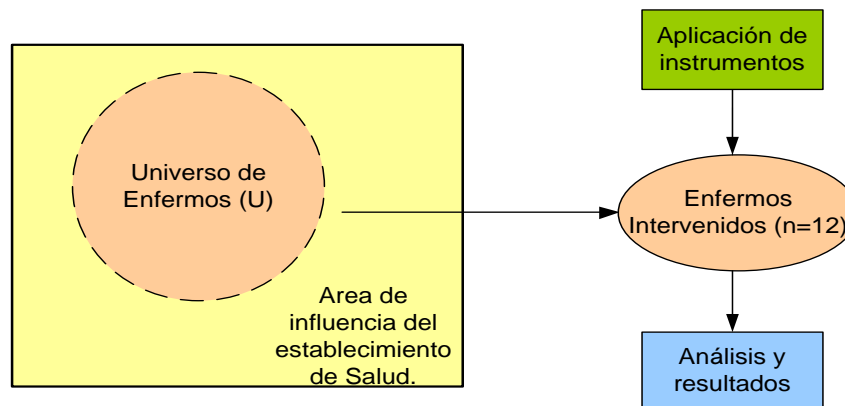 Universo de
Enfermos (U)
Area de
influencia del
establecimiento
de Salud.
Aplicación de
instrumentos
Enfermos
Intervenidos (n=12)
Análisis y
resultados